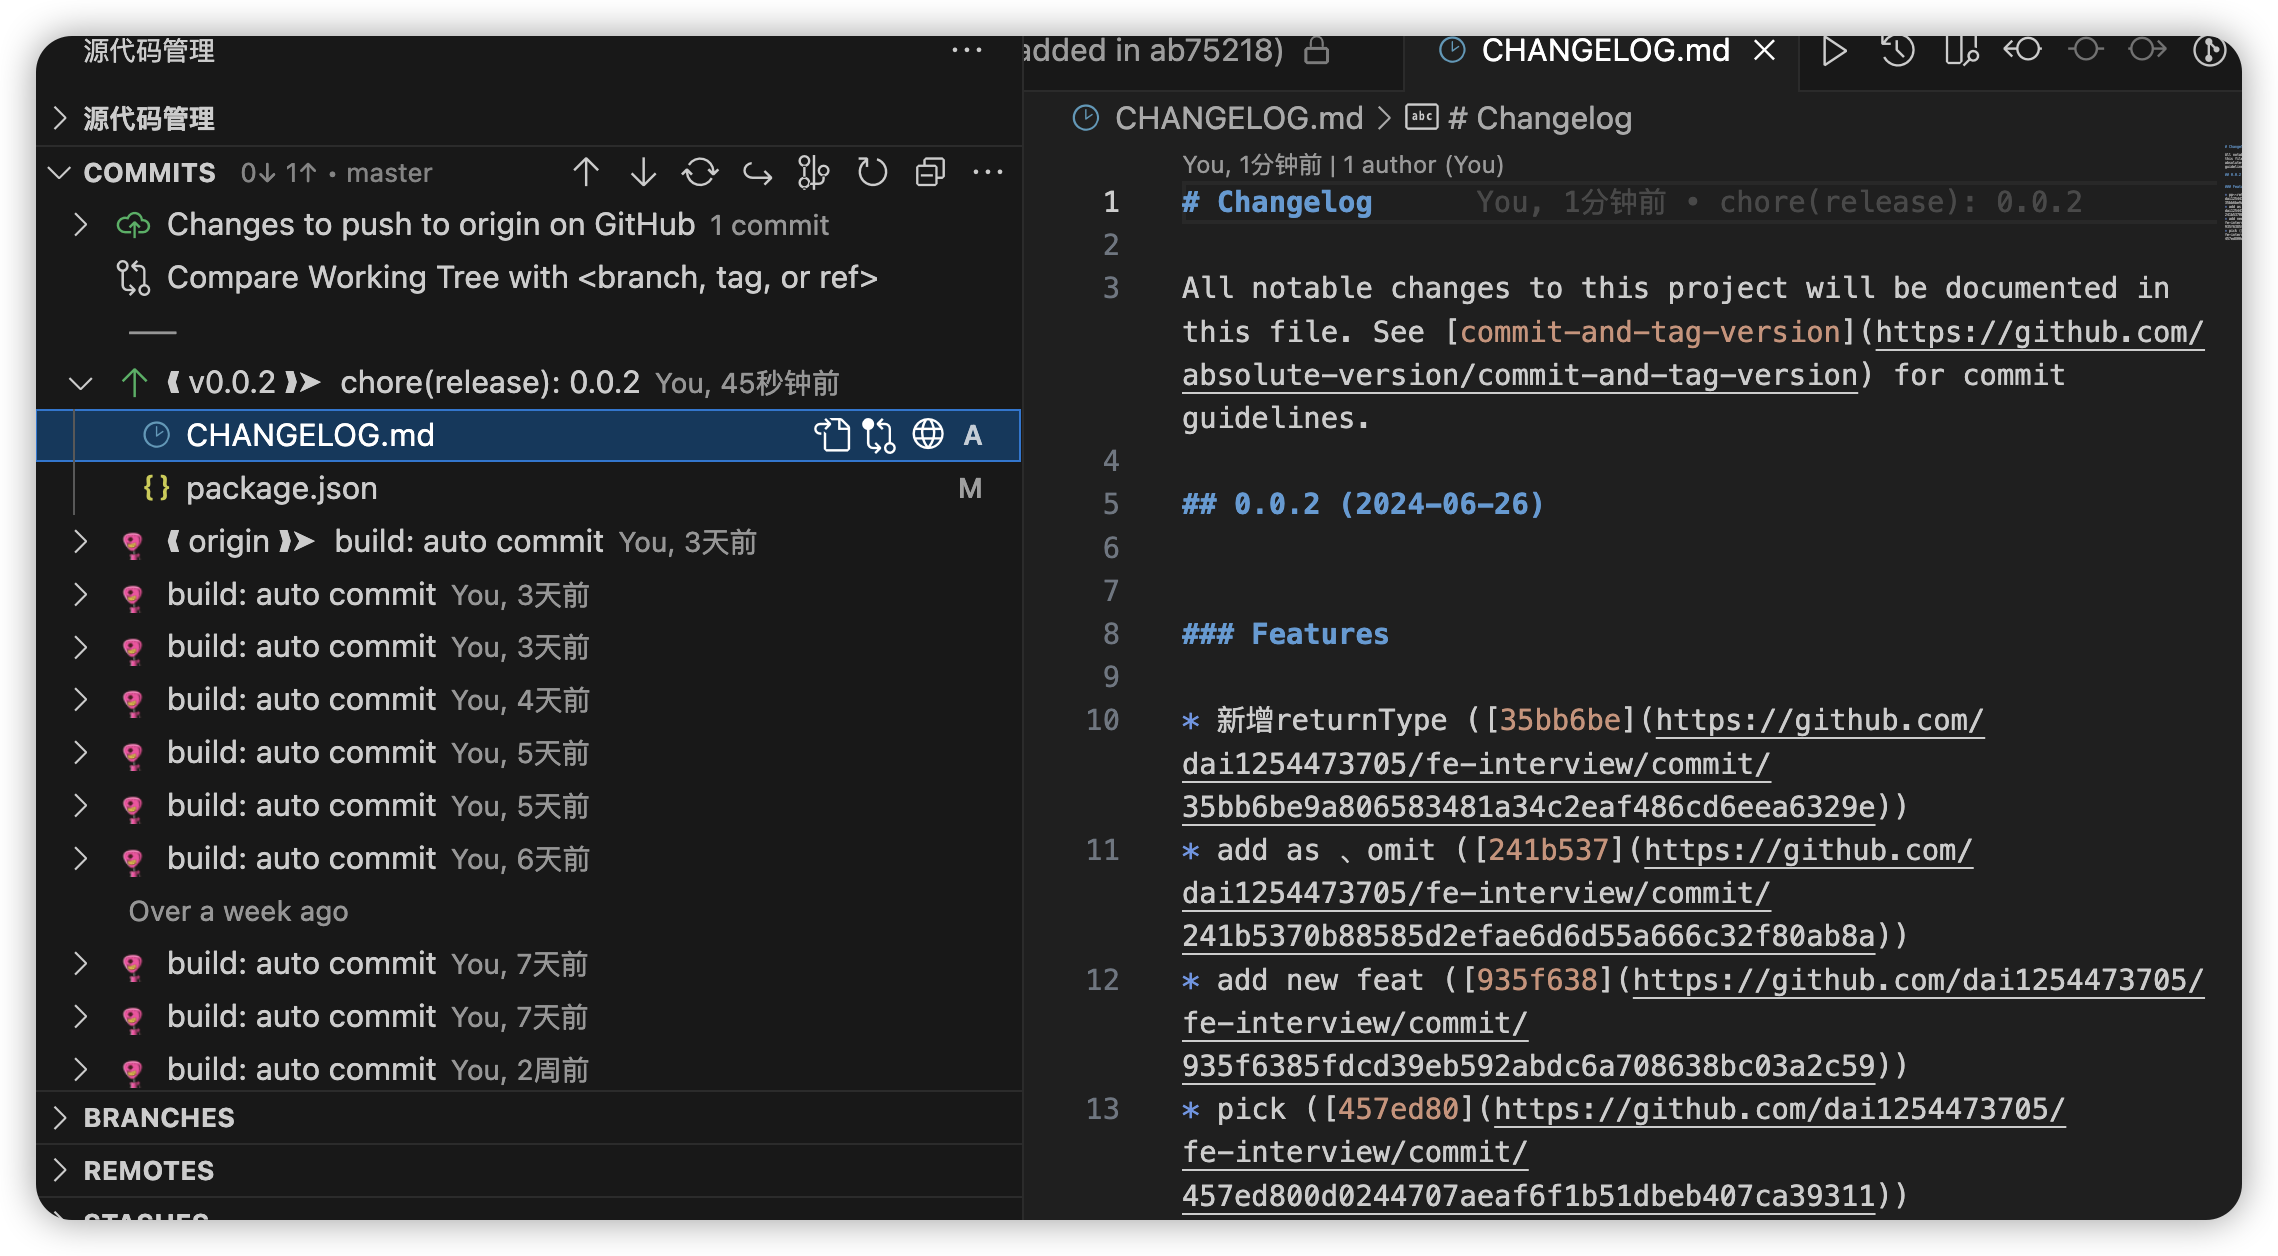 源代码管理
源代码管理
COMMITS 0↓ 1↑ • master
Changes to push to origin on GitHub 1 commit
Compare Working Tree with <branch, tag, or ref>
v0.0.2 chore(release): 0.0.2 You, 45秒钟前
CHANGELOG.md A
package.json M
origin build: auto commit You, 3天前
build: auto commit You, 3天前
build: auto commit You, 3天前
build: auto commit You, 4天前
build: auto commit You, 5天前
build: auto commit You, 5天前
build: auto commit You, 6天前
Over a week ago
build: auto commit You, 7天前
build: auto commit You, 7天前
build: auto commit You, 2周前
BRANCHES
REMOTES
STASHES
added in ab75218) CHANGELOG.md
CHANGELOG.md > abc # Changelog
You, 1分钟前 | 1 author (You)
1 # Changelog You, 1分钟前 • chore(release): 0.0.2
2
3 All notable changes to this project will be documented in
this file. See [commit-and-tag-version](https://github.com/
absolute-version/commit-and-tag-version) for commit
guidelines.
4
5 ## 0.0.2 (2024-06-26)
6
7
8 ### Features
9
10 * 新增returnType ([35bb6be](https://github.com/
dai1254473705/fe-interview/commit/
35bb6be9a806583481a34c2eaf486cd6eea6329e))
11 * add as 、omit ([241b537](https://github.com/
dai1254473705/fe-interview/commit/
241b5370b88585d2efae6d6d55a666c32f80ab8a))
12 * add new feat ([935f638](https://github.com/dai1254473705/
fe-interview/commit/
935f6385fdcd39eb592abdc6a708638bc03a2c59))
13 * pick ([457ed80](https://github.com/dai1254473705/
fe-interview/commit/
457ed800d0244707aeaf6f1b51dbeb407ca39311))